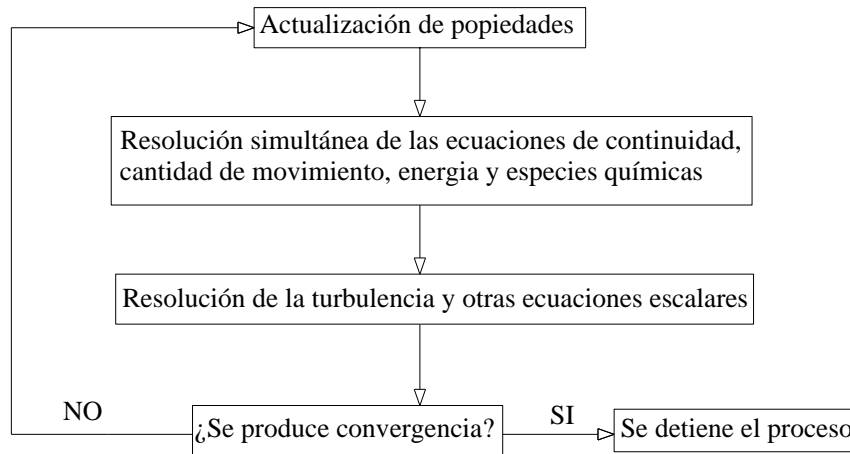 Actualización de popiedades
Resolución simultánea de las ecuaciones de continuidad,
cantidad de movimiento, energia y especies químicas
Resolución de la turbulencia y otras ecuaciones escalares
NO
¿Se produce convergencia?
SI
Se detiene el proceso